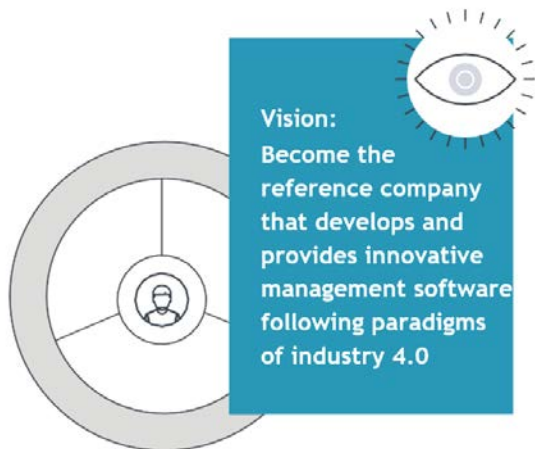 Vision:
Become the
reference company
that develops and
provides innovative
management software
following paradigms
of industry 4.0